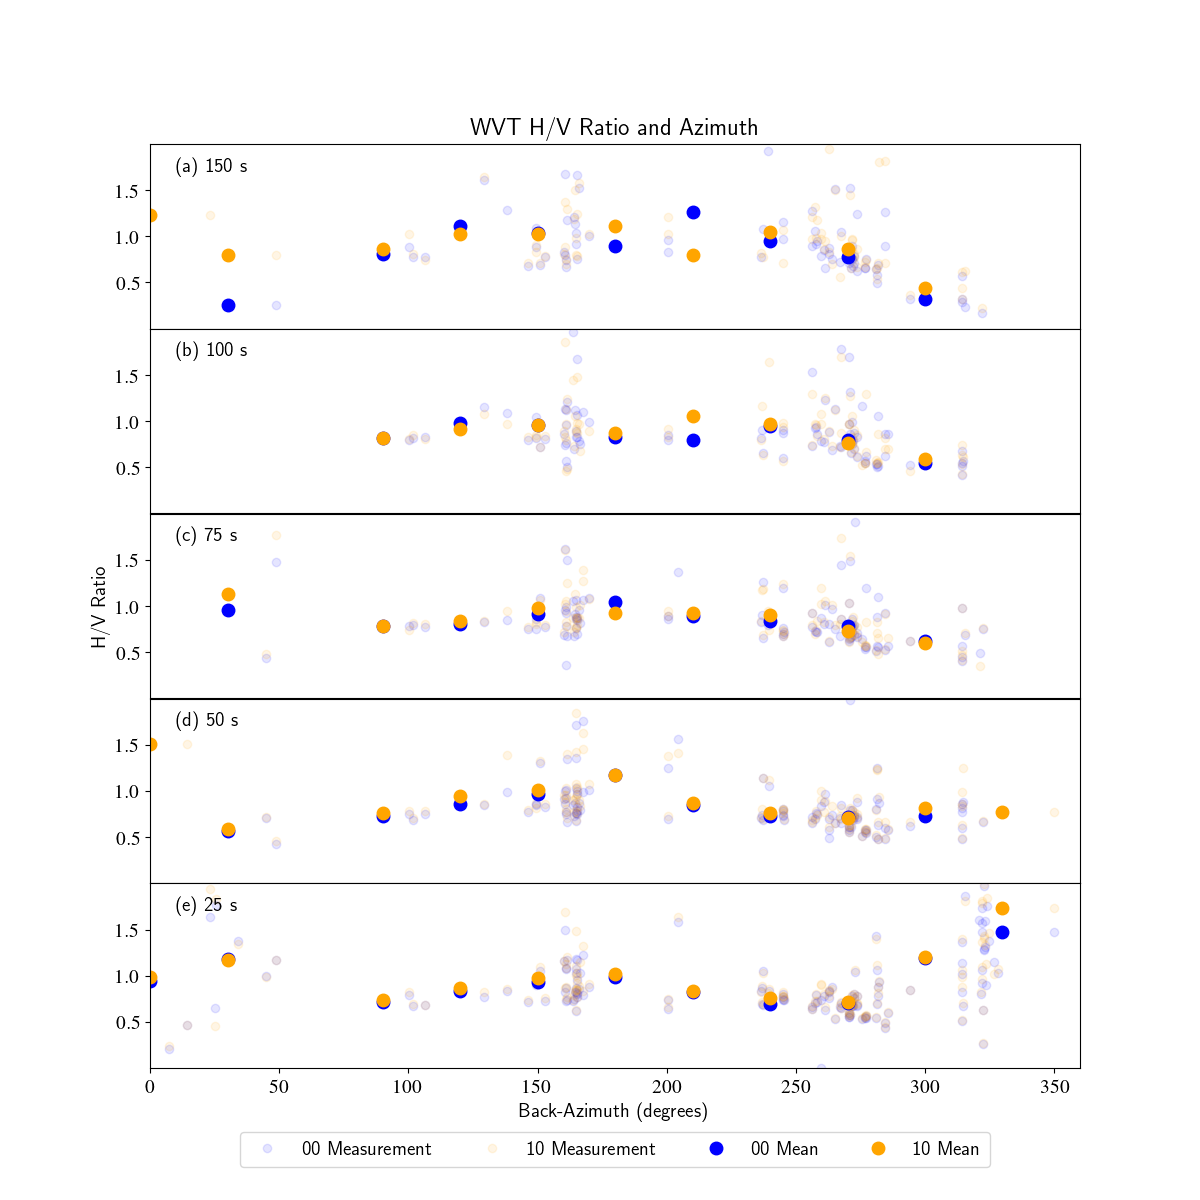 WVT H/V Ratio and Azimuth
(a) 150 s
1.5
1.0
0.5
(b) 100 s
1.5
1.0
0.5
(c) 75 s
1.5
1.0
0.5
H/V Ratio
(d) 50 s
1.5
1.0
0.5
(e) 25 s
1.5
1.0
0.5
0 50 100 150 200 250 300 350
Back-Azimuth (degrees)
00 Measurement 10 Measurement 00 Mean 10 Mean